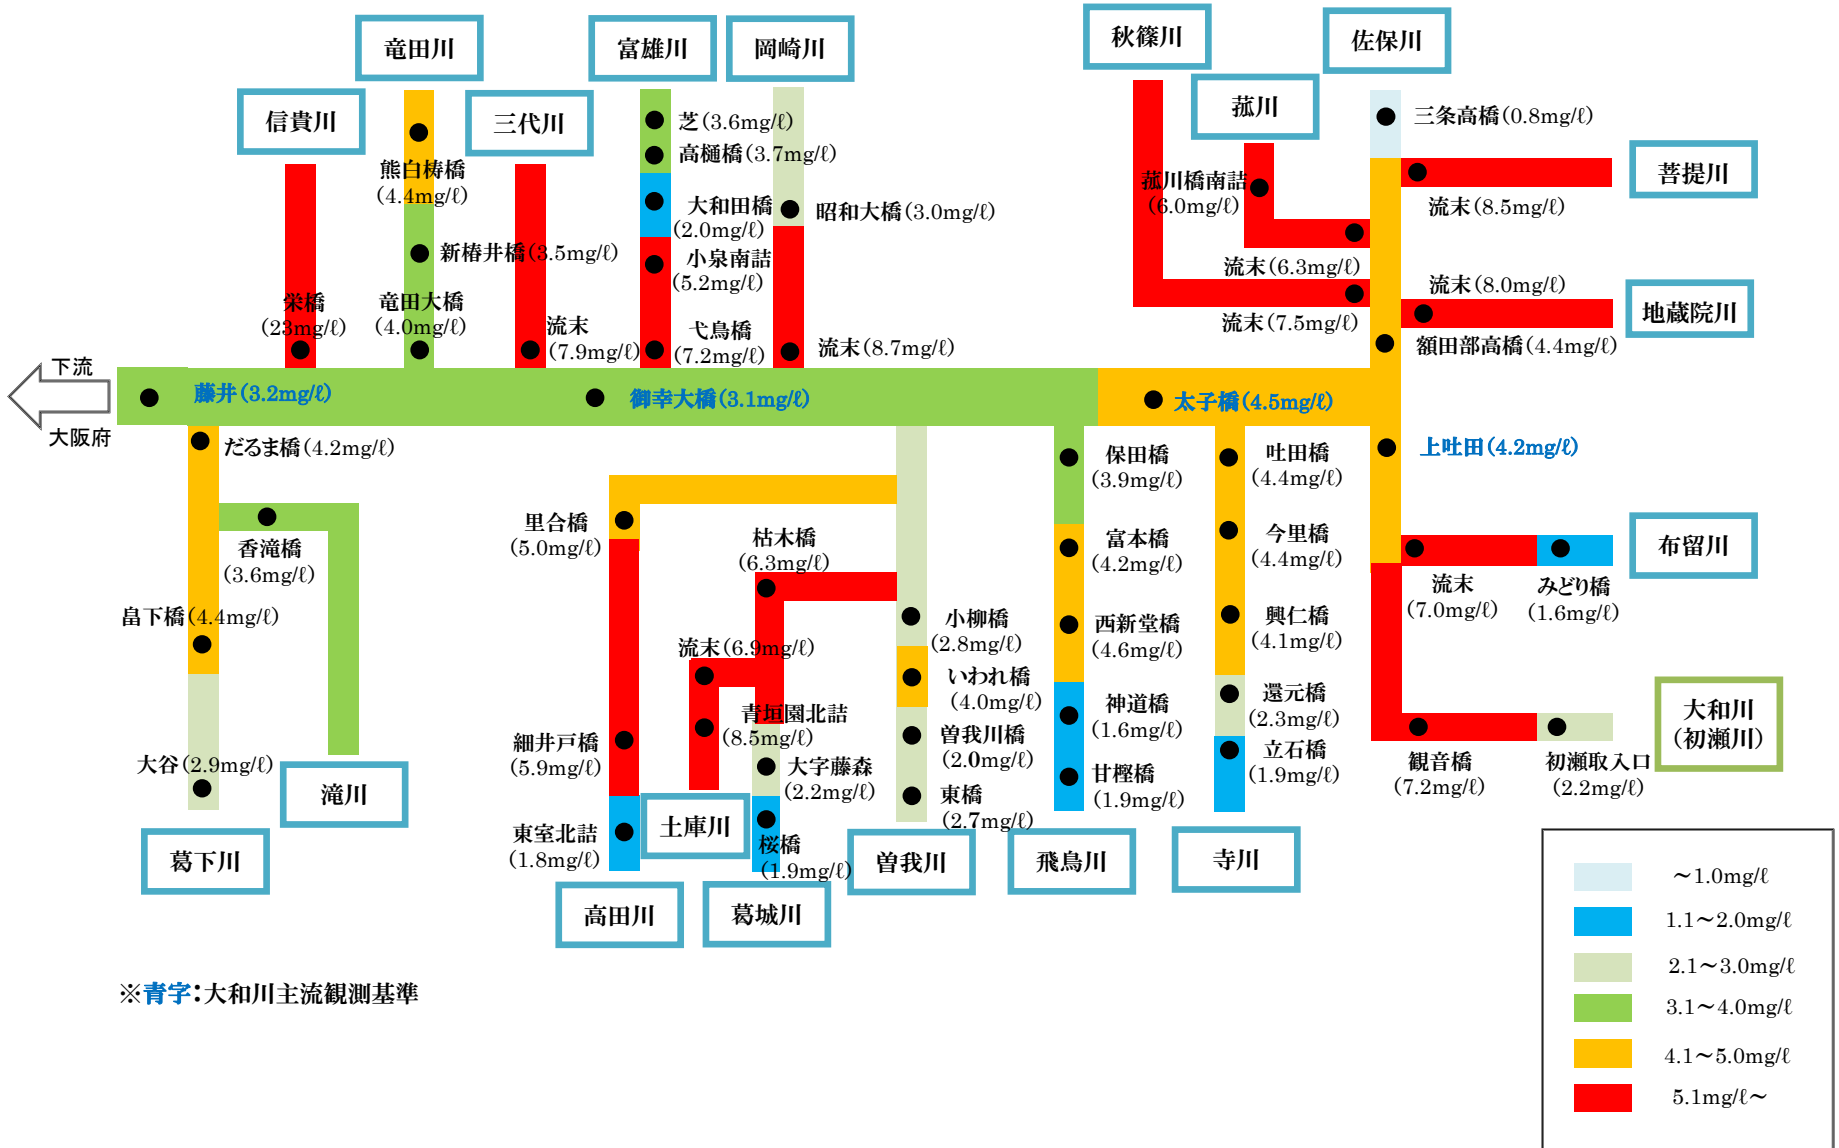 竜田川
富雄川
岡崎川
秋篠川
佐保川
信貴川
三代川
菰川
芝(3.6mg/ℓ)
高樋橋(3.7mg/ℓ)
三条高橋(0.8mg/ℓ)
熊白梼橋
(4.4mg/ℓ)
大和田橋
(2.0mg/ℓ)
昭和大橋(3.0mg/ℓ)
菰川橋南詰
(6.0mg/ℓ)
菩提川
流末(8.5mg/ℓ)
新椿井橋(3.5mg/ℓ)
小泉南詰
(5.2mg/ℓ)
流末(6.3mg/ℓ)
流末(8.0mg/ℓ)
地蔵院川
栄橋
(23mg/ℓ)
竜田大橋
(4.0mg/ℓ)
流末
(7.9mg/ℓ)
弋鳥橋
(7.2mg/ℓ)
流末(8.7mg/ℓ)
流末(7.5mg/ℓ)
額田部高橋(4.4mg/ℓ)
下流
大阪府
藤井(3.2mg/ℓ)
御幸大橋(3.1mg/ℓ)
太子橋(4.5mg/ℓ)
だるま橋(4.2mg/ℓ)
保田橋
(3.9mg/ℓ)
吐田橋
(4.4mg/ℓ)
上吐田(4.2mg/ℓ)
香滝橋
(3.6mg/ℓ)
里合橋
(5.0mg/ℓ)
枯木橋
(6.3mg/ℓ)
富本橋
(4.2mg/ℓ)
今里橋
(4.4mg/ℓ)
布留川
流末
(7.0mg/ℓ)
みどり橋
(1.6mg/ℓ)
畠下橋(4.4mg/ℓ)
流末(6.9mg/ℓ)
小柳橋
(2.8mg/ℓ)
西新堂橋
(4.6mg/ℓ)
興仁橋
(4.1mg/ℓ)
いわれ橋
(4.0mg/ℓ)
神道橋
(1.6mg/ℓ)
還元橋
(2.3mg/ℓ)
大和川
(初瀬川)
細井戸橋
(5.9mg/ℓ)
青垣園北詰
(8.5mg/ℓ)
曽我川橋
(2.0mg/ℓ)
立石橋
(1.9mg/ℓ)
観音橋
(7.2mg/ℓ)
初瀬取入口
(2.2mg/ℓ)
大谷(2.9mg/ℓ)
大字藤森
(2.2mg/ℓ)
東橋
(2.7mg/ℓ)
甘樫橋
(1.9mg/ℓ)
滝川
東室北詰
(1.8mg/ℓ)
土庫川
桜橋
(1.9mg/ℓ)
葛下川
曽我川
飛鳥川
寺川
高田川
葛城川
～1.0mg/ℓ
1.1～2.0mg/ℓ
2.1～3.0mg/ℓ
3.1～4.0mg/ℓ
4.1～5.0mg/ℓ
5.1mg/ℓ～
※青字：大和川主流観測基準